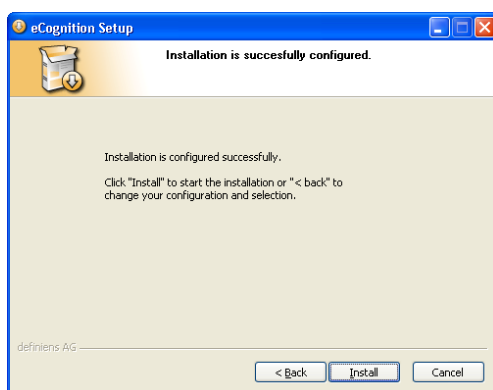 eCognition Setup
Installation is succesfully configured.
Installation is configured successfully.
Click "Install" to start the installation or "< back" to
change your configuration and selection.
definiens AG
< Back
Install
Cancel